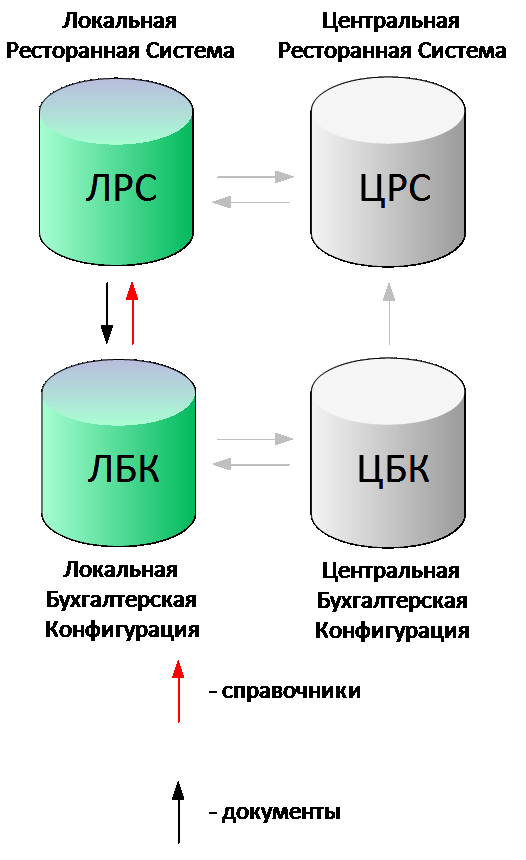 Локальная
Ресторанная Система
Центральная
Ресторанная Система
ЛРС
ЦРС
ЛБК
ЦБК
Локальная
Бухгалтерская
Конфигурация
Центральная
Бухгалтерская
Конфигурация
- справочники
- документы